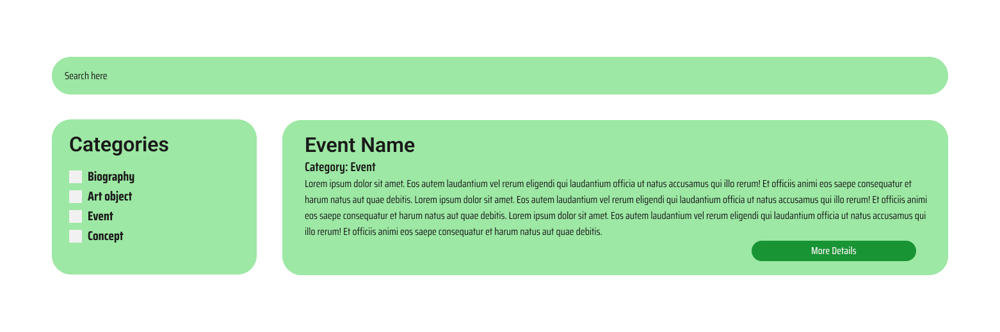 Search here
Categories
Biography
Art object
Event
Concept
Event Name
Category: Event
Lorem ipsum dolor sit amet. Eos autem laudantium vel rerum eligendi qui laudantium officia ut natus accusamus qui illo rerum! Et officiis animi eos saepe consequatur et
harum natus aut quae debitis. Lorem ipsum dolor sit amet. Eos autem laudantium vel rerum eligendi qui laudantium officia ut natus accusamus qui illo rerum! Et officiis animi
eos saepe consequatur et harum natus aut quae debitis. Lorem ipsum dolor sit amet. Eos autem laudantium vel rerum eligendi qui laudantium officia ut natus accusamus qui
illo rerum! Et officiis animi eos saepe consequatur et harum natus aut quae debitis.
More Details